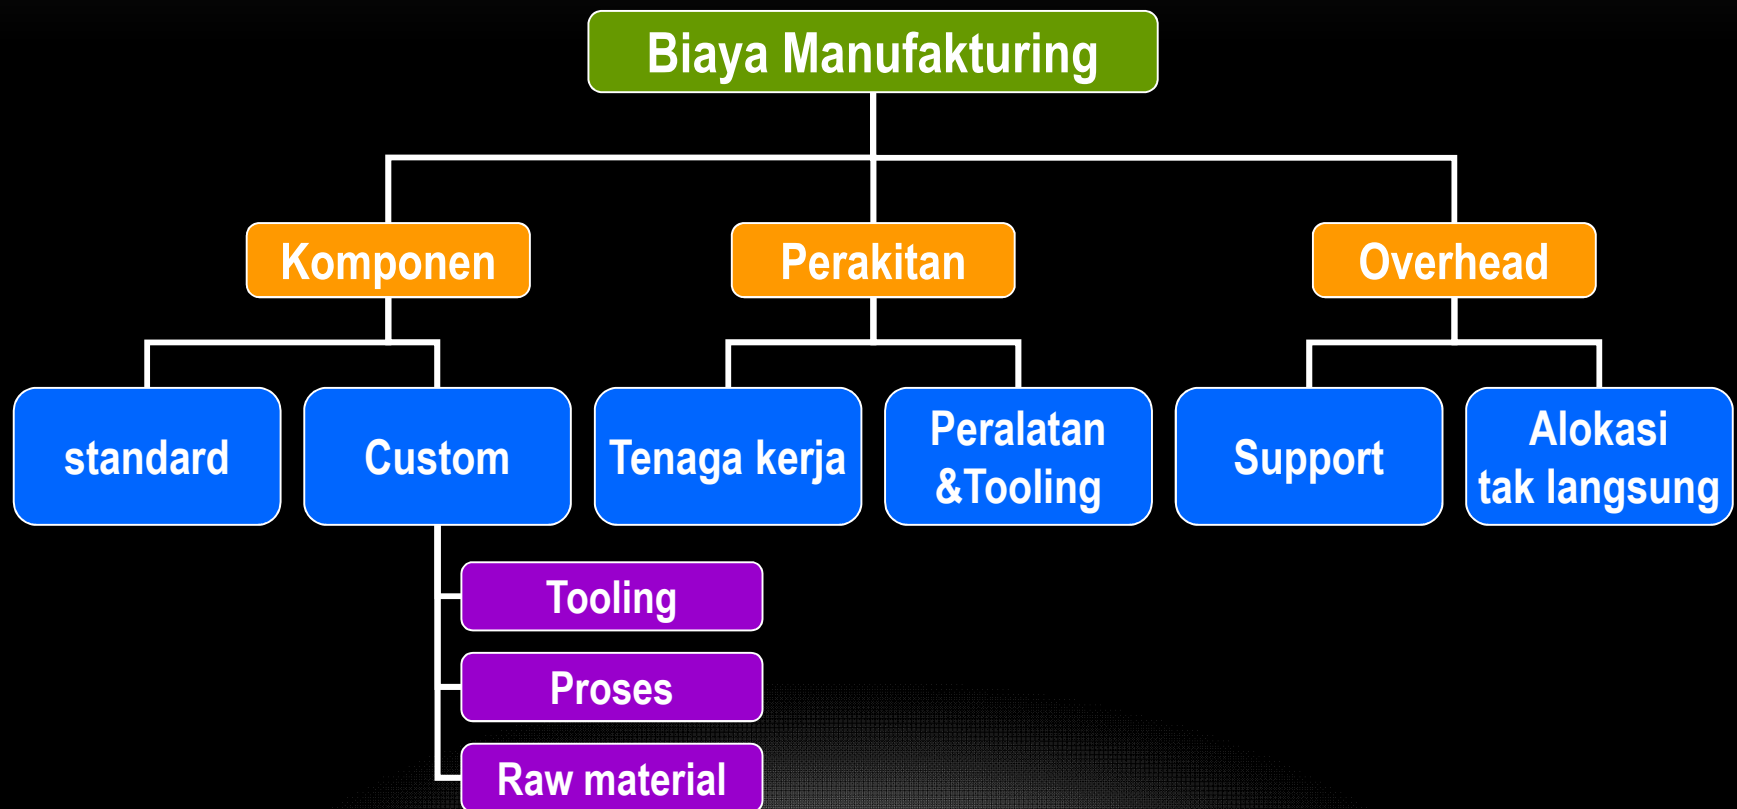 Biaya Manufakturing
Komponen
Perakitan
Overhead
standard
Custom
Tenaga kerja
Peralatan
&Tooling
Support
Alokasi
tak langsung
Tooling
Proses
Raw material